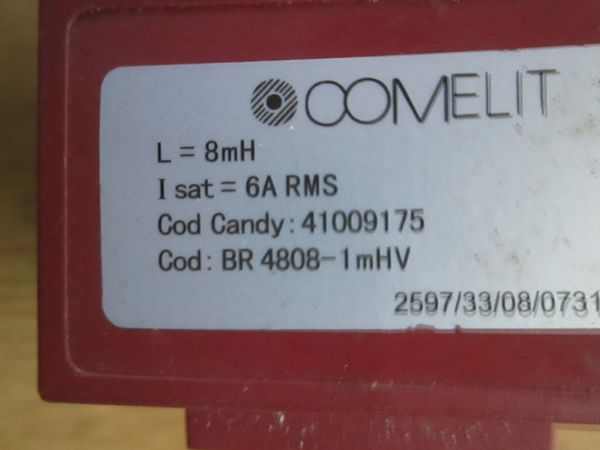 COMELIT
L = 8mH
I sat = 6A RMS
Cod Candy: 41009175
Cod: BR 4808-1mHV
2597/33/08/0731